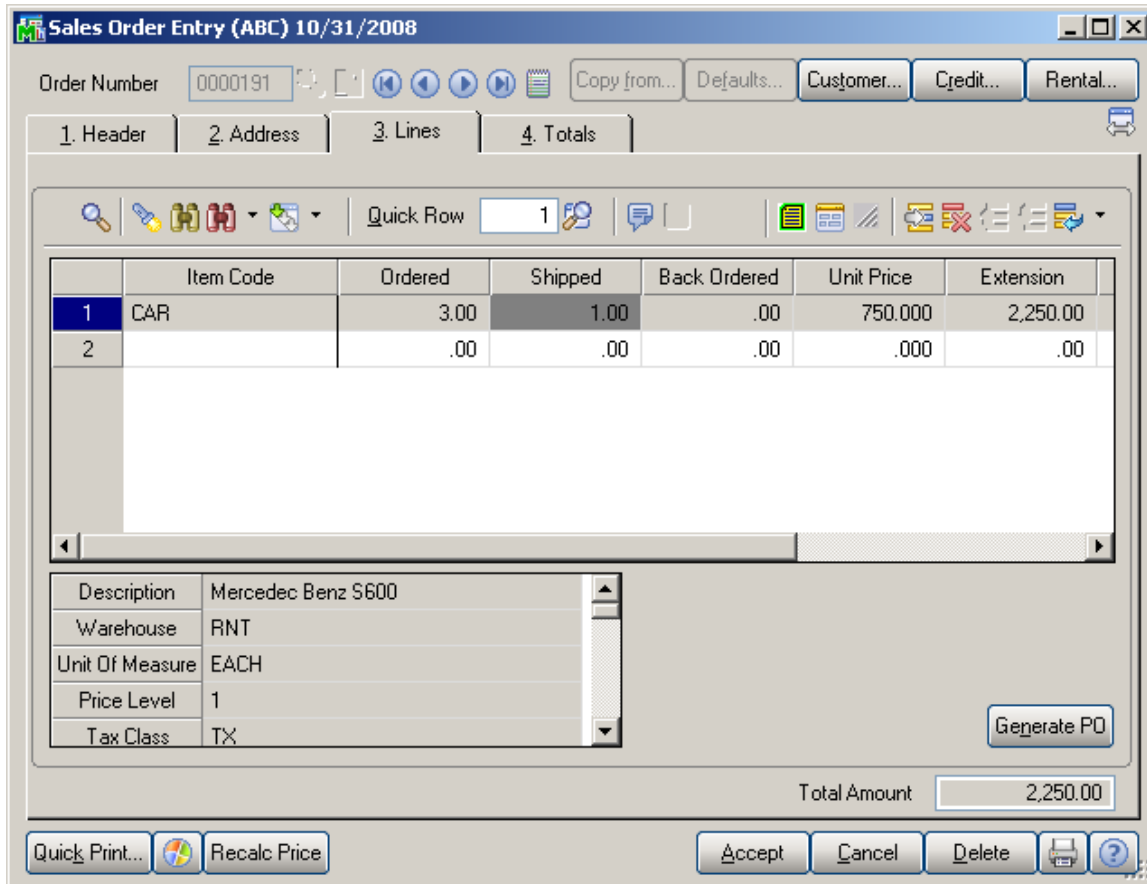 Sales Order Entry (ABC) 10/31/2008
Order Number 0000191 Copy from... Defaults... Customer... Credit... Rental...
1. Header 2. Address 3. Lines 4. Totals
Quick Row 1
Item Code Ordered Shipped Back Ordered Unit Price Extension
1 CAR 3.00 1.00 .00 750.000 2,250.00
2 .00 .00 .00 .000 .00
Description Mercedec Benz S600
Warehouse RNT
Unit Of Measure EACH
Price Level 1
Tax Class TX
Generate PO
Total Amount 2,250.00
Quick Print... Recalc Price Accept Cancel Delete